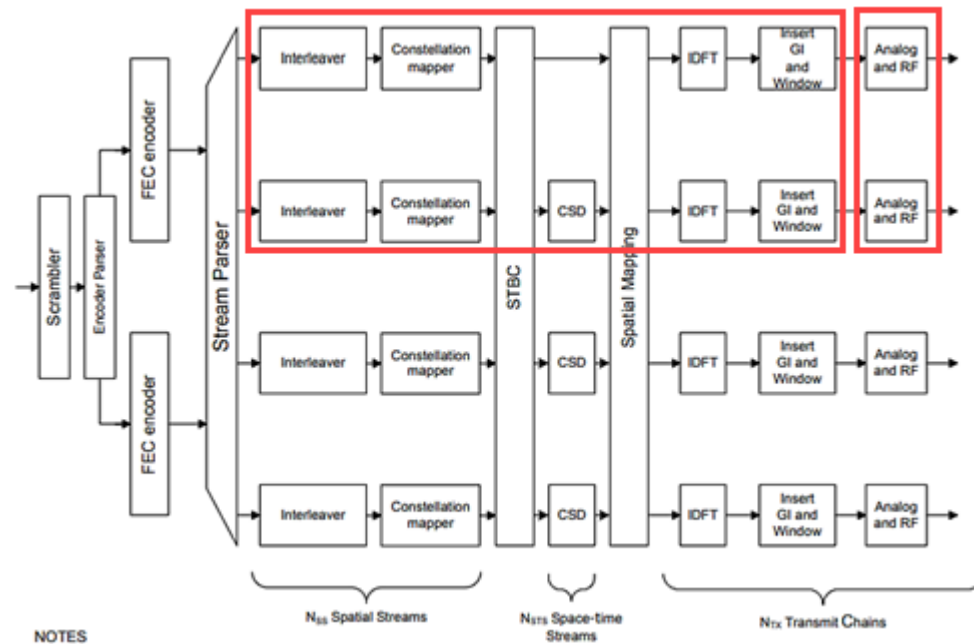 Scrambler
Encoder Parser
FEC encoder
FEC encoder
Stream Parser
Interleaver
Constellation
mapper
IDFT
Insert
GI
and
Window
Analog
and RF
Interleaver
Constellation
mapper
CSD
IDFT
Insert
GI and
Window
Analog
and RF
STBC
Spatial Mapping
Interleaver
Constellation
mapper
CSD
IDFT
Insert
GI and
Window
Analog
and RF
Interleaver
Constellation
mapper
CSD
IDFT
Insert
GI and
Window
Analog
and RF
NSS Spatial Streams
NSTS Space-time
Streams
NTX Transmit Chains
NOTES